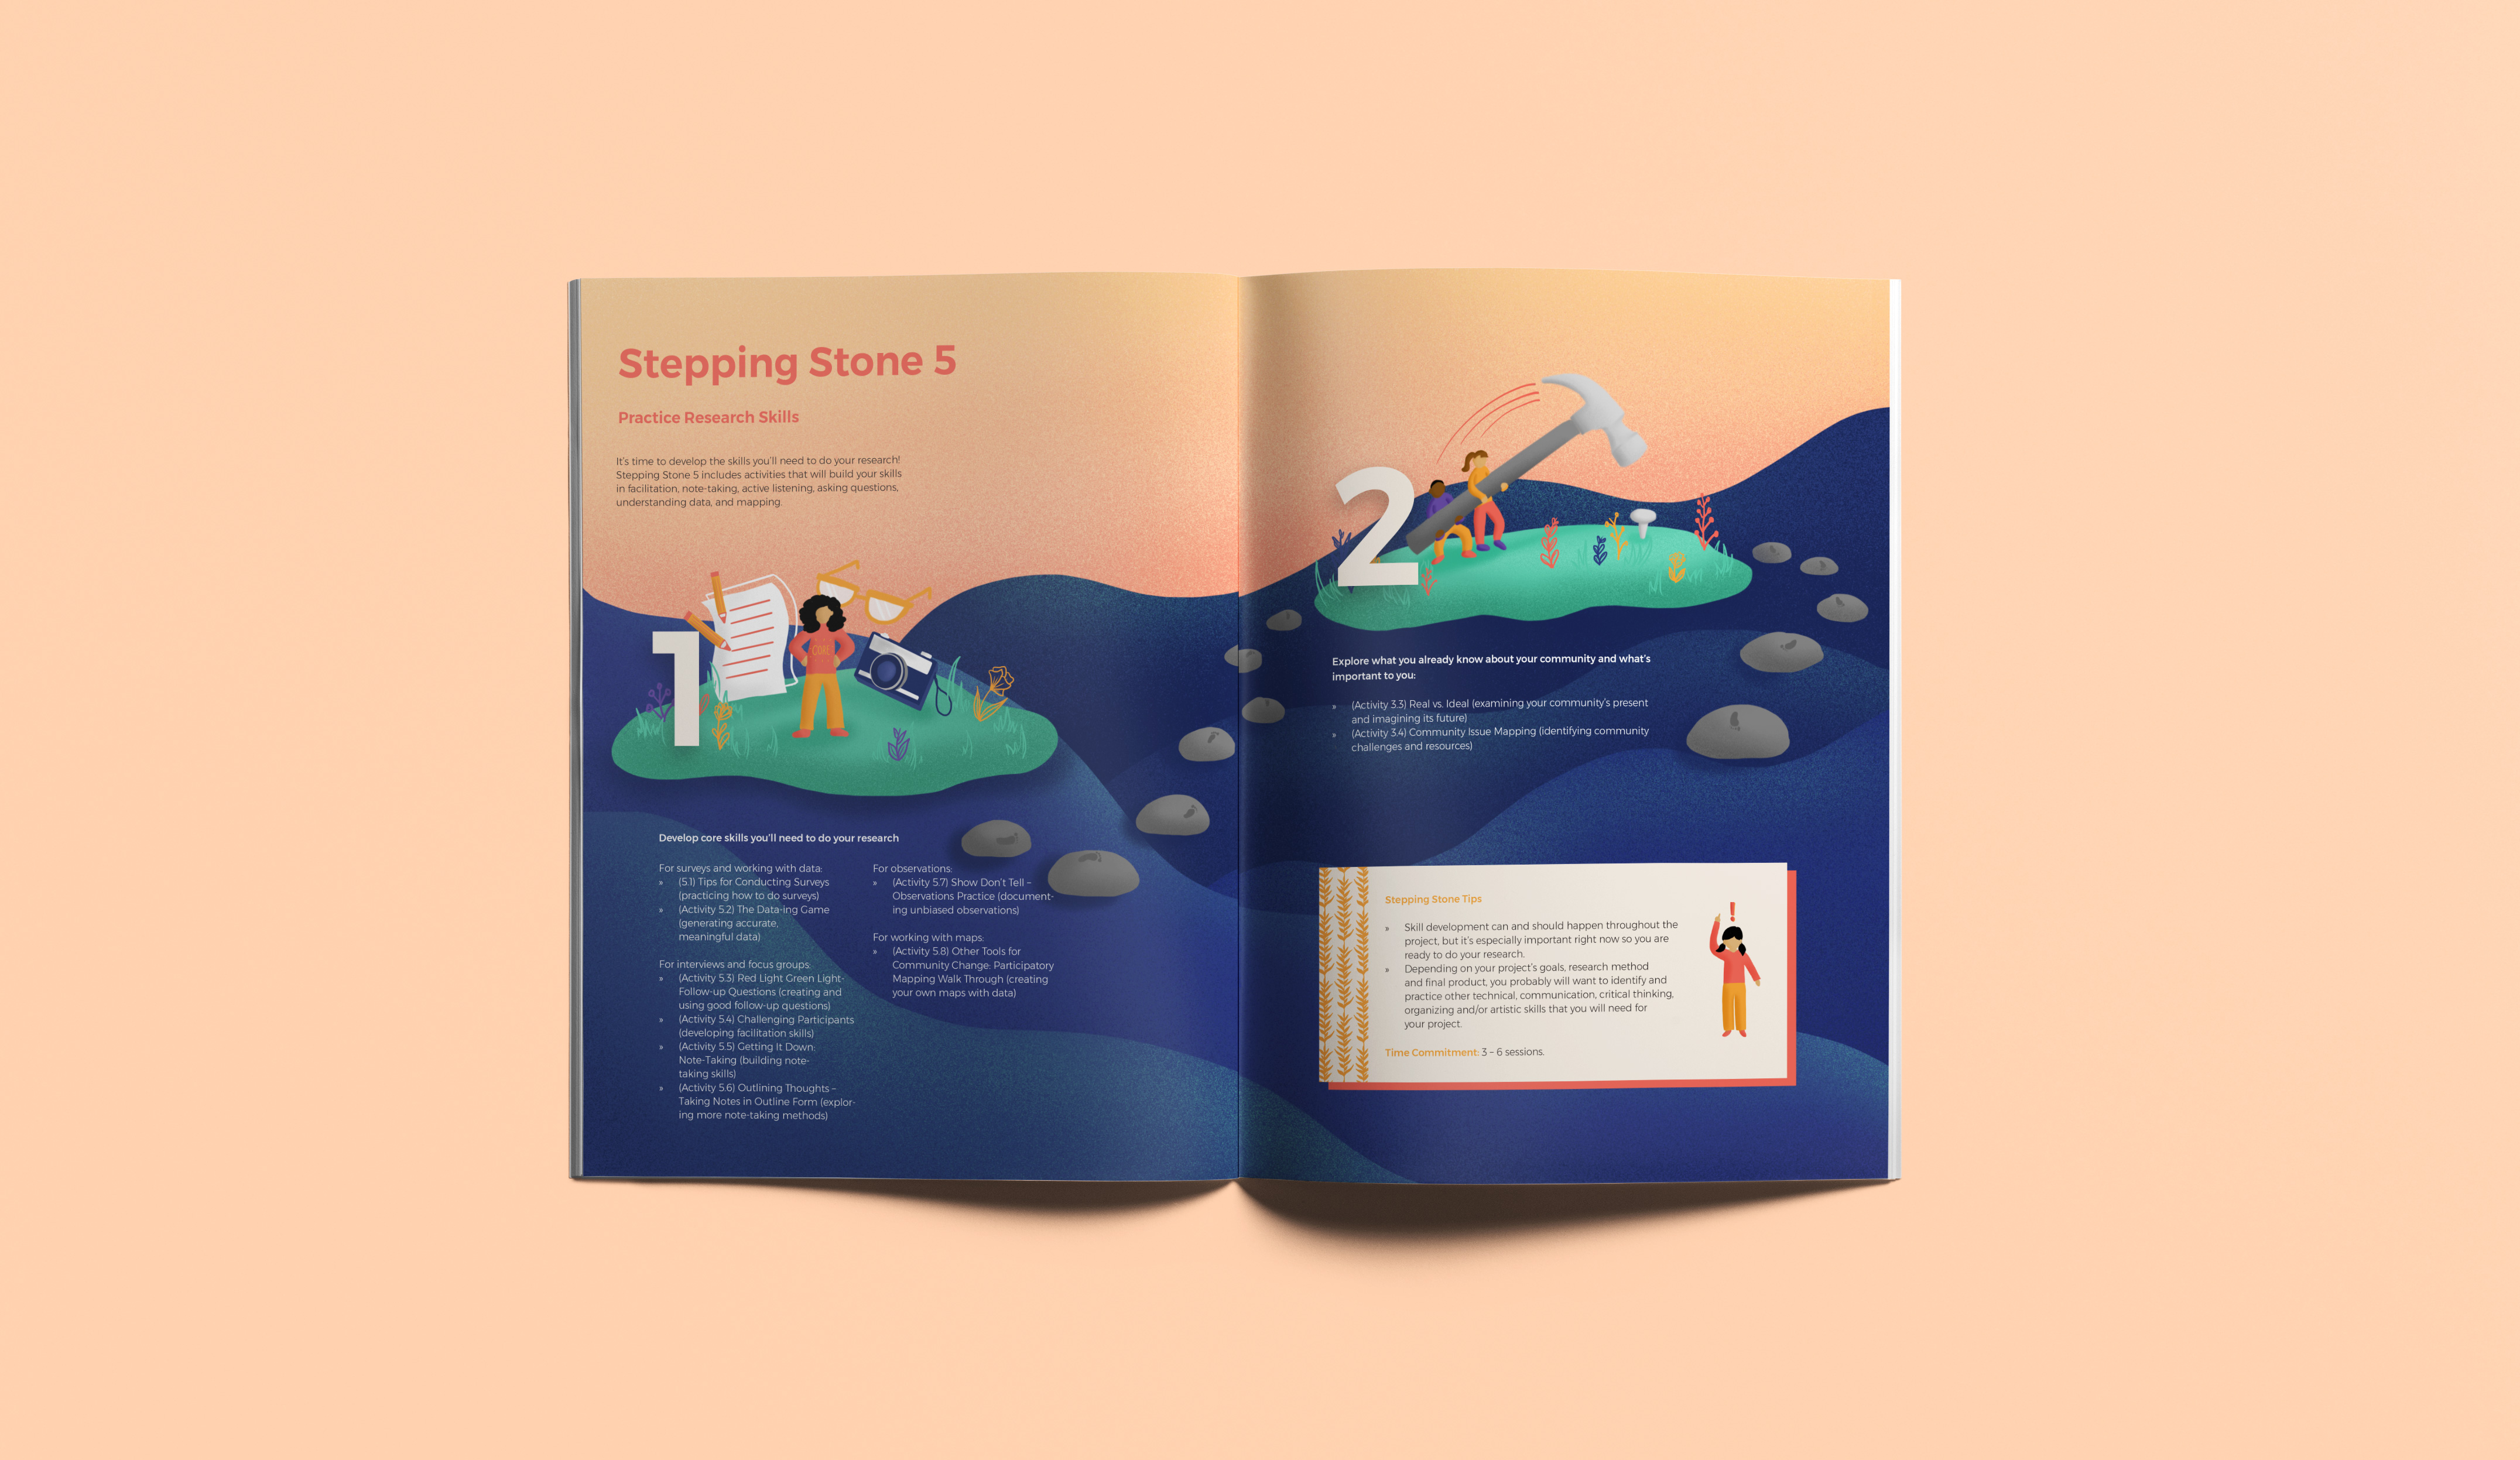 Stepping Stone 5
Practice Research Skills
It's time to develop the skills you'll need to do your research!
Stepping Stone 5 includes activities that will build your skills
in facilitation, note-taking, active listening, asking questions,
understanding data, and mapping.
1
CORE
Develop core skills you'll need to do your research
For surveys and working with data:
» (5.1) Tips for Conducting Surveys
(practicing how to do surveys)
» (Activity 5.2) The Data-ing Game
(generating accurate,
meaningful data)
For interviews and focus groups:
» (Activity 5.3) Red Light Green Light-
Follow-up Questions (creating and
using good follow-up questions)
» (Activity 5.4) Challenging Participants
(developing facilitation skills)
» (Activity 5.5) Getting It Down:
Note-Taking (building note-
taking skills)
» (Activity 5.6) Outlining Thoughts –
Taking Notes in Outline Form (explor-
ing more note-taking methods)
For observations:
» (Activity 5.7) Show Don't Tell –
Observations Practice (document-
ing unbiased observations)
For working with maps:
» (Activity 5.8) Other Tools for
Community Change: Participatory
Mapping Walk Through (creating
your own maps with data)
2
Explore what you already know about your community and what's
important to you:
» (Activity 3.3) Real vs. Ideal (examining your community's present
and imagining its future)
» (Activity 3.4) Community Issue Mapping (identifying community
challenges and resources)
Stepping Stone Tips
» Skill development can and should happen throughout the
project, but it's especially important right now so you are
ready to do your research.
» Depending on your project's goals, research method
and final product, you probably will want to identify and
practice other technical, communication, critical thinking,
organizing and/or artistic skills that you will need for
your project.
Time Commitment: 3 – 6 sessions.
!